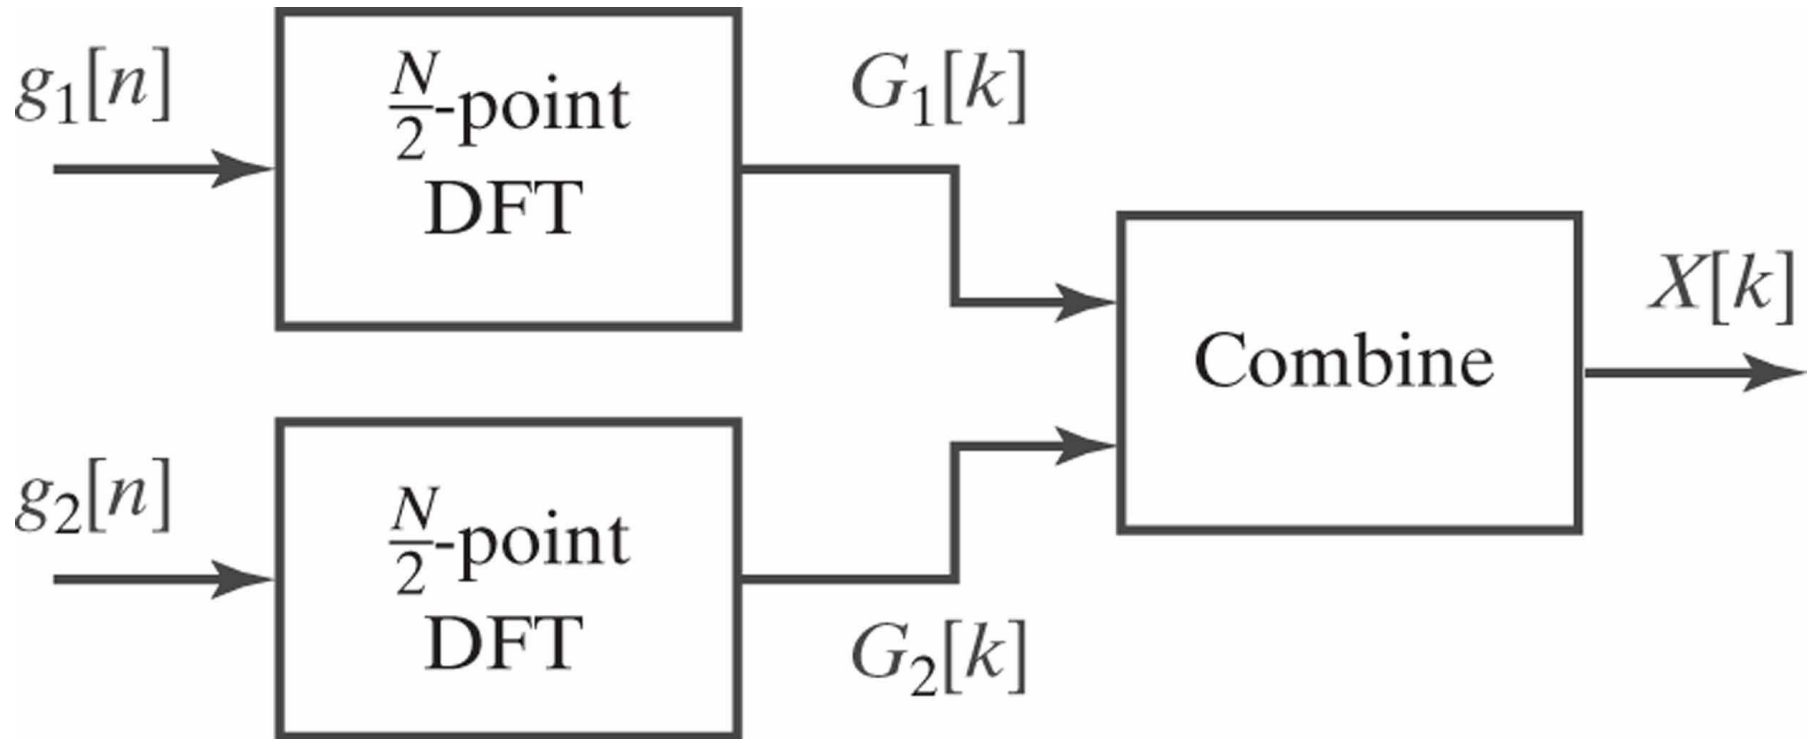 g₁[n]
N/2-point
DFT
G₁[k]
Combine
X[k]
g₂[n]
N/2-point
DFT
G₂[k]